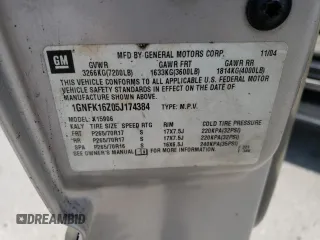 GM
MFD BY GENERAL MOTORS CORP. 11/04
GVWR GAWR FRT GAWR RR
3266KG(7200LB) 1633KG(3600LB) 1814KG(4000LB)
THIS VEHICLE CONFORMS TO ALL APPLICABLE U.S. FEDERAL MOTOR
VEHICLE SAFETY STANDARDS IN EFFECT ON THE DATE OF
MANUFACTURE SHOWN ABOVE.
1GNFK16Z05J174384 TYPE: M.P.V.
MODEL: K15906
TIRE SIZE SPEED RTG RIM COLD TIRE PRESSURE
FRT P265/70R17 S 17X7.5J 220KPA(32PSI)
RR P265/70R17 S 17X7.5J 220KPA(32PSI)
SPA P265/70R16 S 16X6.5J 240KPA(35PSI)
SEE OWNER'S MANUAL
DREAMBID